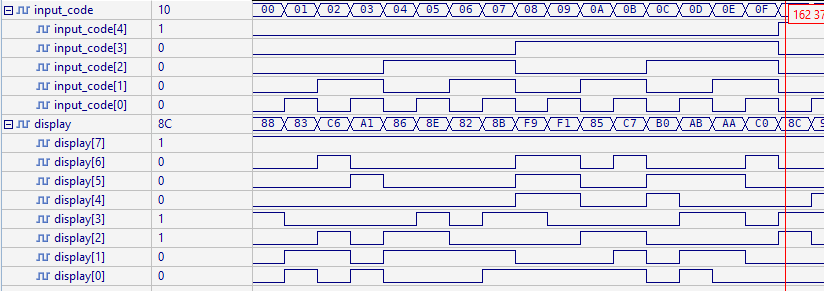 input_code 10 00 01 02 03 04 05 06 07 08 09 0A 0B 0C 0D 0E 0F
input_code[4] 1 162 37
input_code[3] 0
input_code[2] 0
input_code[1] 0
input_code[0] 0
display 8C 88 83 C6 A1 86 8E 82 8B F9 F1 85 C7 B0 AB AA C0 8C 9
display[7] 1
display[6] 0
display[5] 0
display[4] 0
display[3] 1
display[2] 1
display[1] 0
display[0] 0